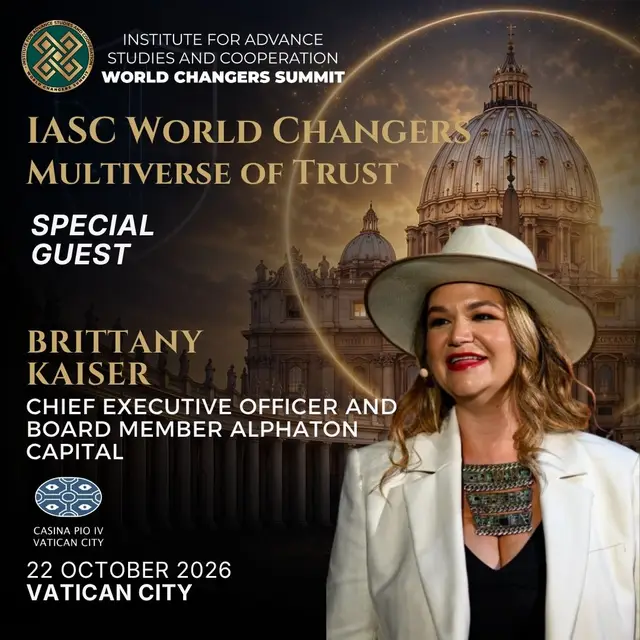 INSTITUTE FOR ADVANCE
STUDIES AND COOPERATION
WORLD CHANGERS SUMMIT
IASC WORLD CHANGERS
MULTIVERSE OF TRUST
SPECIAL
GUEST
BRITTANY
KAISER
CHIEF EXECUTIVE OFFICER AND
BOARD MEMBER ALPHATON
CAPITAL
CASINA PIO IV
VATICAN CITY
22 OCTOBER 2026
VATICAN CITY